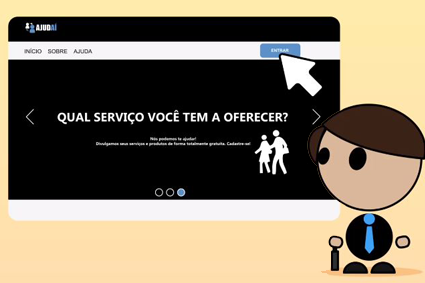 AJUDAÍ
INÍCIO SOBRE AJUDA
ENTRAR
QUAL SERVIÇO VOCÊ TEM A OFERECER?
Nós podemos te ajudar!
Divulgamos seus serviços e produtos de forma totalmente gratuita. Cadastre-se!